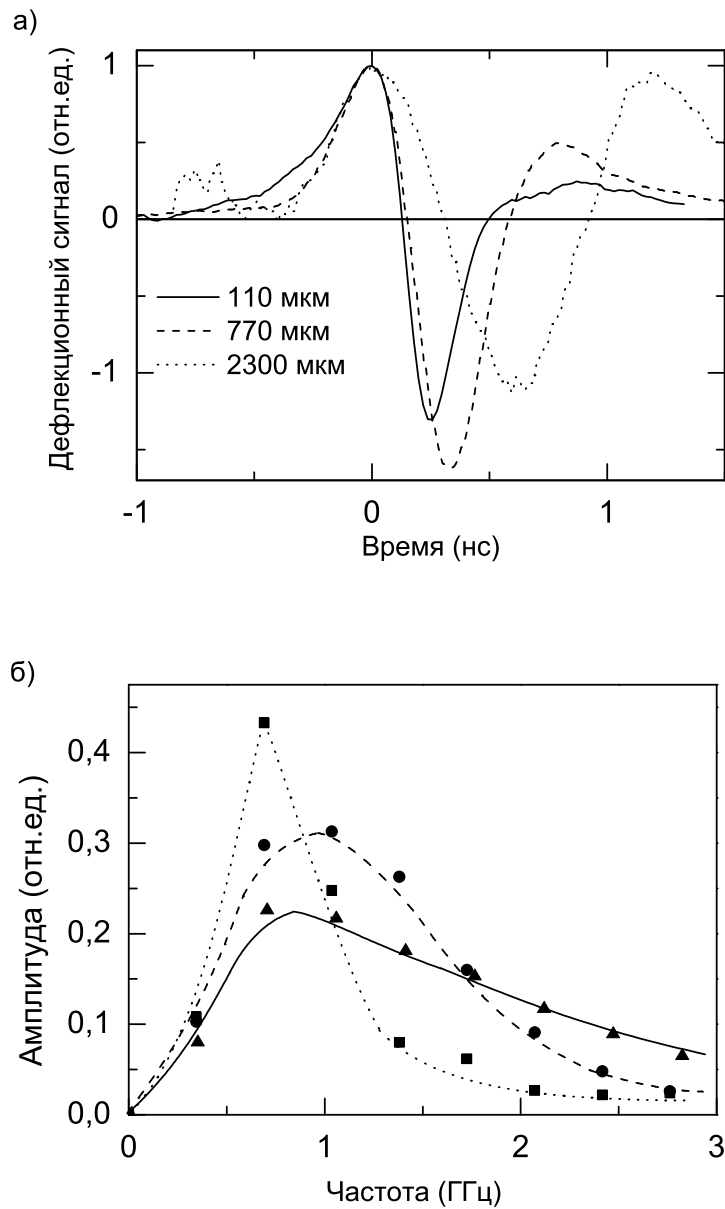 а)
Дефлекционный сигнал (отн.ед.)
1
0
-1
110 мкм
770 мкм
2300 мкм
-1
0
1
Время (нс)
б)
Амплитуда (отн.ед.)
0,4
0,3
0,2
0,1
0,0
0
1
2
3
Частота (ГГц)